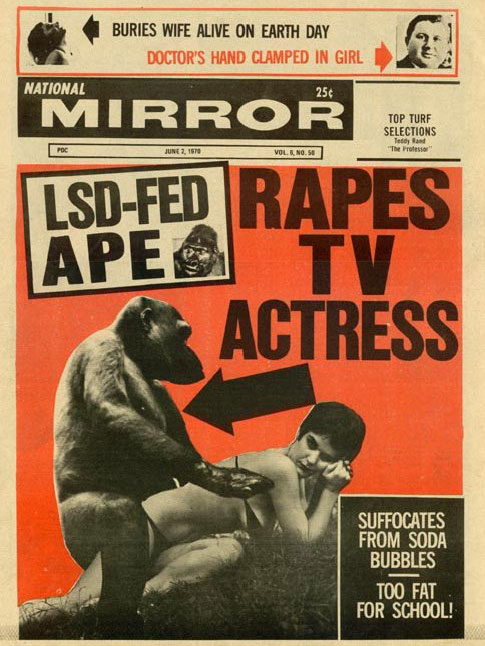 BURIES WIFE ALIVE ON EARTH DAY
DOCTOR'S HAND CLAMPED IN GIRL
NATIONAL
MIRROR
25¢
TOP TURF
SELECTIONS
Teddy Rand
"The Professor"
PDC JUNE 2, 1970 VOL. 6, NO. 50
LSD-FED
APE
RAPES
TV
ACTRESS
SUFFOCATES
FROM SODA
BUBBLES
TOO FAT
FOR SCHOOL!